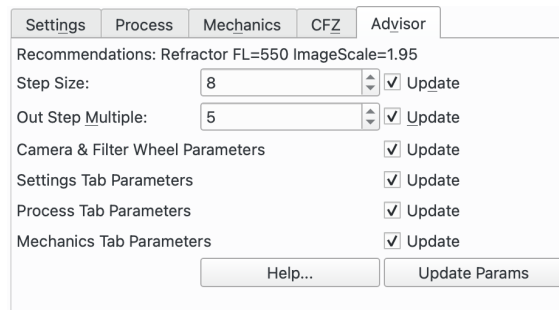 Settings Process Mechanics CFZ Advisor
Recommendations: Refractor FL=550 ImageScale=1.95
Step Size: 8 Update
Out Step Multiple: 5 Update
Camera & Filter Wheel Parameters Update
Settings Tab Parameters Update
Process Tab Parameters Update
Mechanics Tab Parameters Update
Help... Update Params